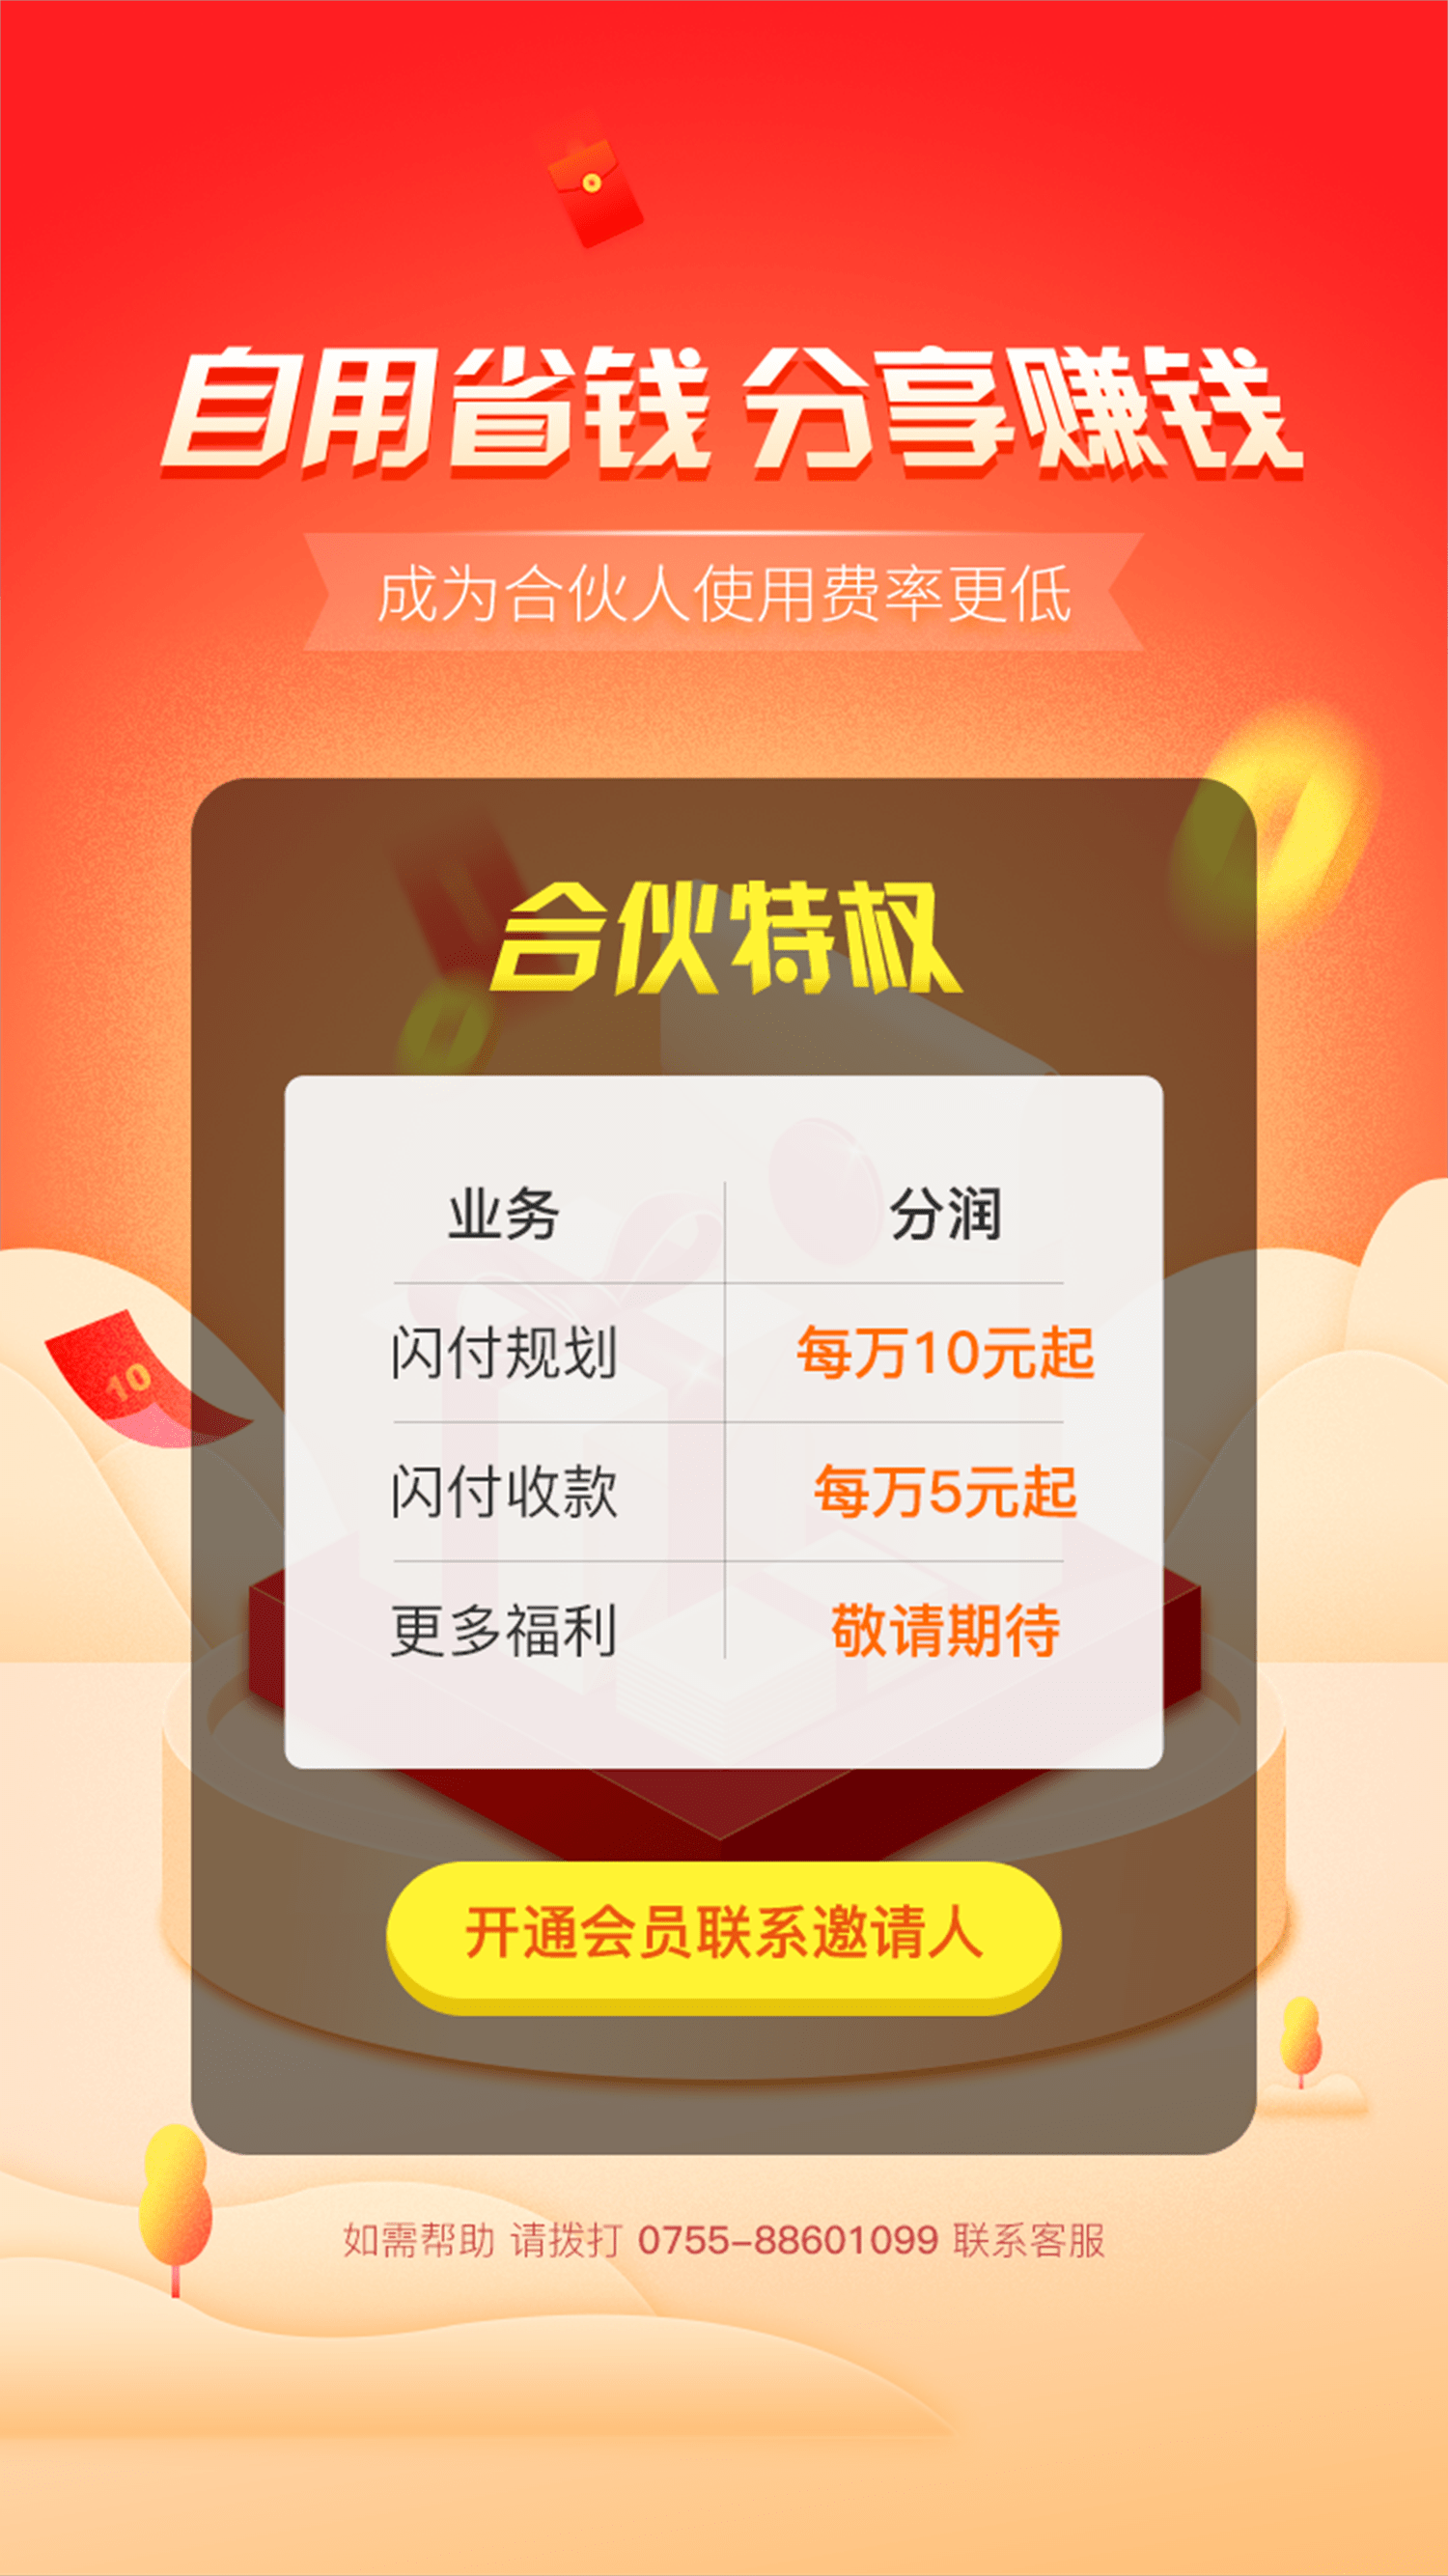 自用省钱 分享赚钱
成为合伙人使用费率更低
合伙特权
业务 分润
闪付规划 每万10元起
闪付收款 每万5元起
更多福利 敬请期待
10
开通会员联系邀请人
如需帮助 请拨打 0755-88601099 联系客服